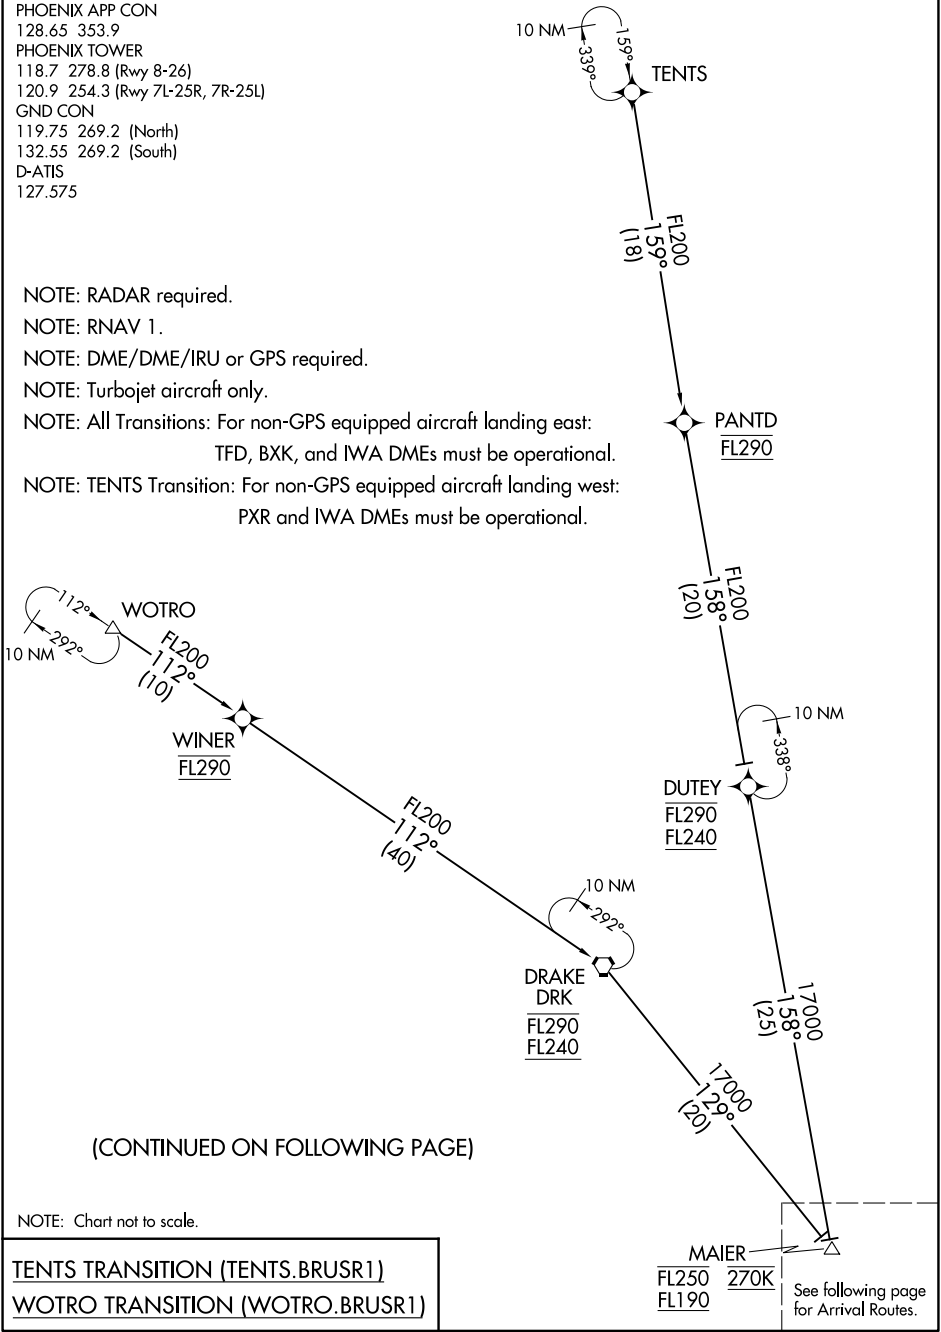 PHOENIX APP CON
128.65 353.9
PHOENIX TOWER
118.7 278.8 (Rwy 8-26)
120.9 254.3 (Rwy 7L-25R, 7R-25L)
GND CON
119.75 269.2 (North)
132.55 269.2 (South)
D-ATIS
127.575
10 NM
159°
339°
TENTS
FL200
159°
(18)
NOTE: RADAR required.
NOTE: RNAV 1.
NOTE: DME/DME/IRU or GPS required.
NOTE: Turbojet aircraft only.
NOTE: All Transitions: For non-GPS equipped aircraft landing east:
TFD, BXK, and IWA DMEs must be operational.
NOTE: TENTS Transition: For non-GPS equipped aircraft landing west:
PXR and IWA DMEs must be operational.
PANTD
FL290
FL200
158°
(20)
112°
292°
10 NM
WOTRO
FL200
112°
(10)
WINER
FL290
10 NM
338°
DUTEY
FL290
FL240
FL200
112°
(40)
10 NM
292°
DRAKE
DRK
FL290
FL240
17000
158°
(25)
17000
129°
(20)
(CONTINUED ON FOLLOWING PAGE)
NOTE: Chart not to scale.
MAIER
FL250 270K
FL190
See following page
for Arrival Routes.
TENTS TRANSITION (TENTS.BRUSR1)
WOTRO TRANSITION (WOTRO.BRUSR1)